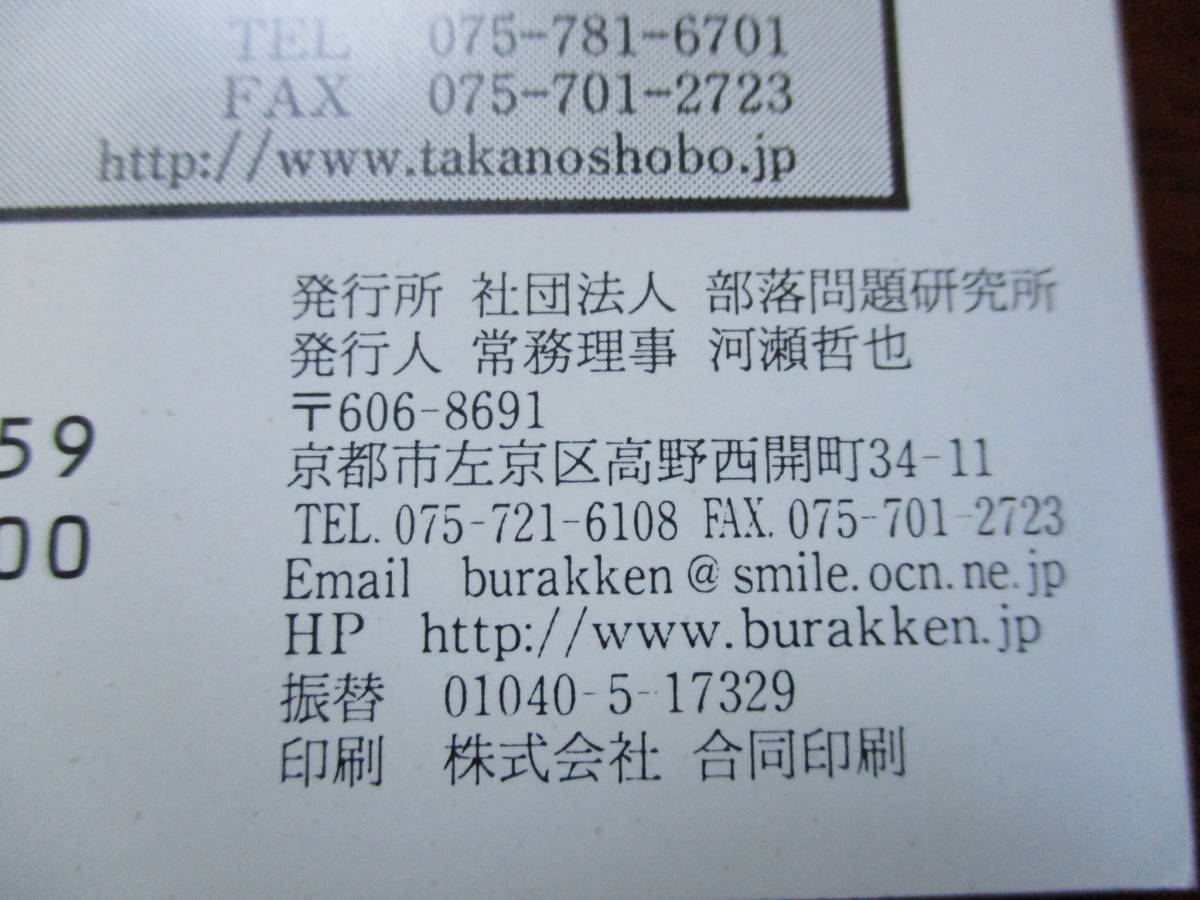 TEL 075-781-6701
FAX 075-701-2723
http://www.takanoshobo.jp
59
00
発行所 社団法人 部落問題研究所
発行人 常務理事 河瀬哲也
〒606-8691
京都市左京区高野西開町34-11
TEL. 075-721-6108 FAX. 075-701-2723
Email burakken@smile.ocn.ne.jp
HP http://www.burakken.jp
振替 01040-5-17329
印刷 株式会社 合同印刷